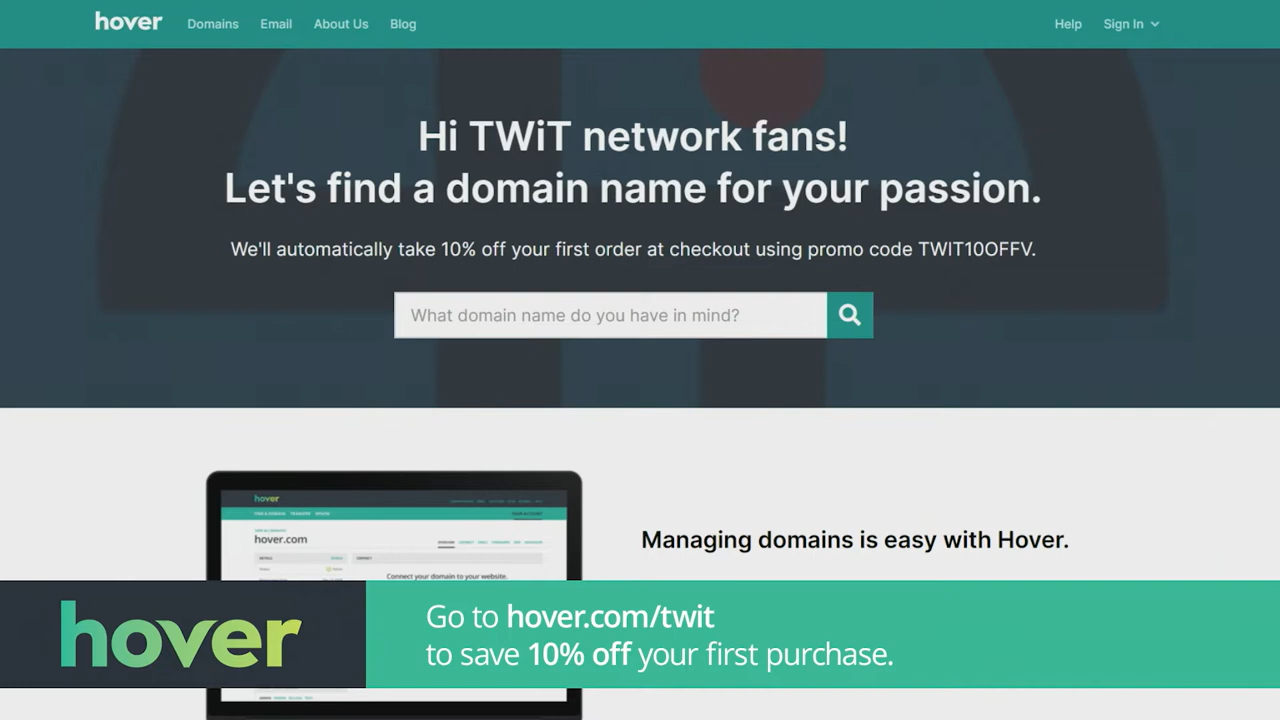 hover Domains Email About Us Blog Help Sign In
Hi TWiT network fans!
Let's find a domain name for your passion.
We'll automatically take 10% off your first order at checkout using promo code TWIT10OFFV.
What domain name do you have in mind?
hover
hover.com
Connect your domain to your website.
Managing domains is easy with Hover.
hover
Go to hover.com/twit
to save 10% off your first purchase.